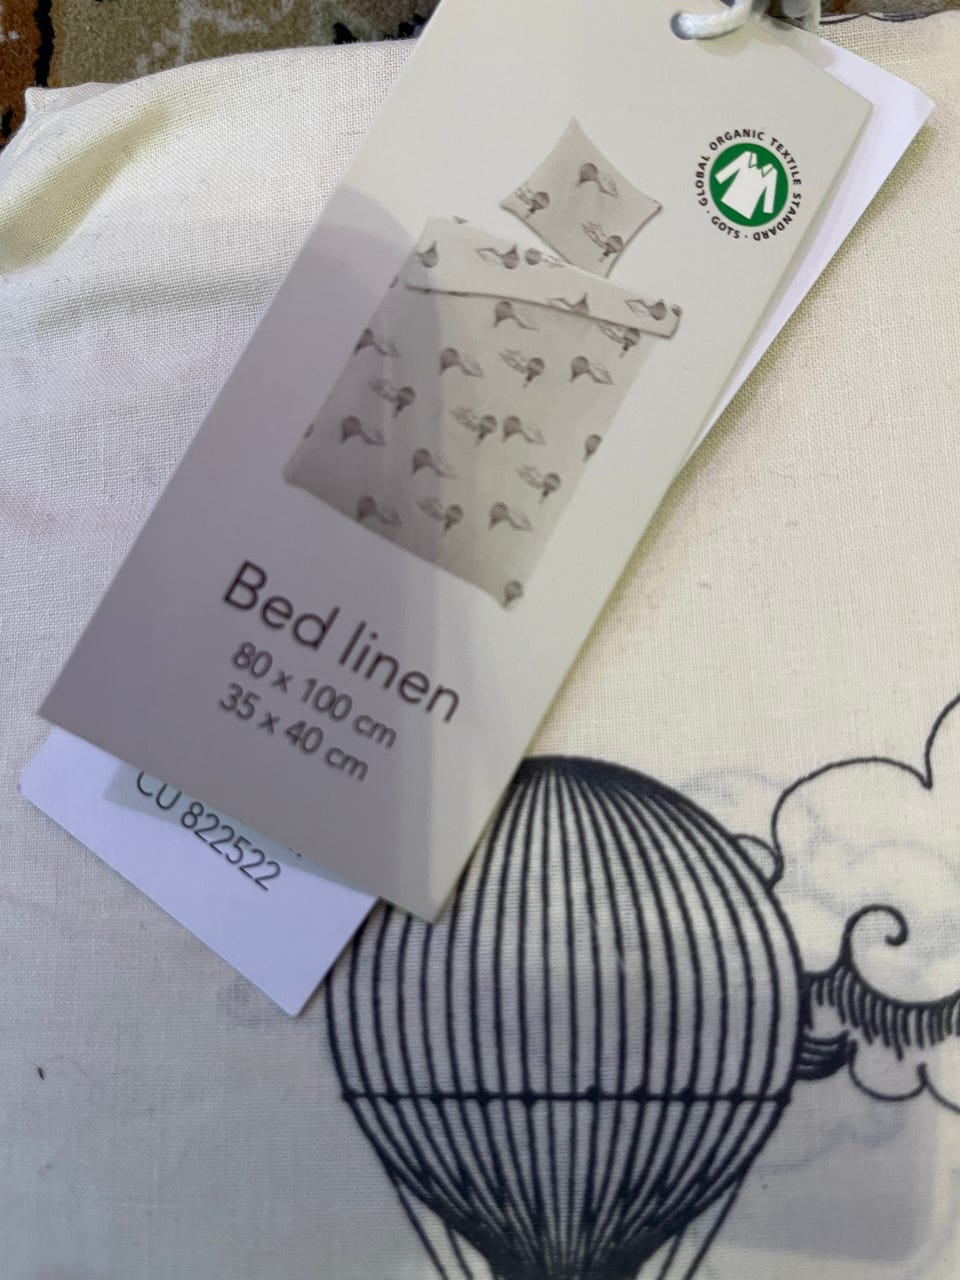 GLOBAL ORGANIC TEXTILE STANDARD · GOTS ·
Bed linen
80 x 100 cm
35 x 40 cm
CU 822522